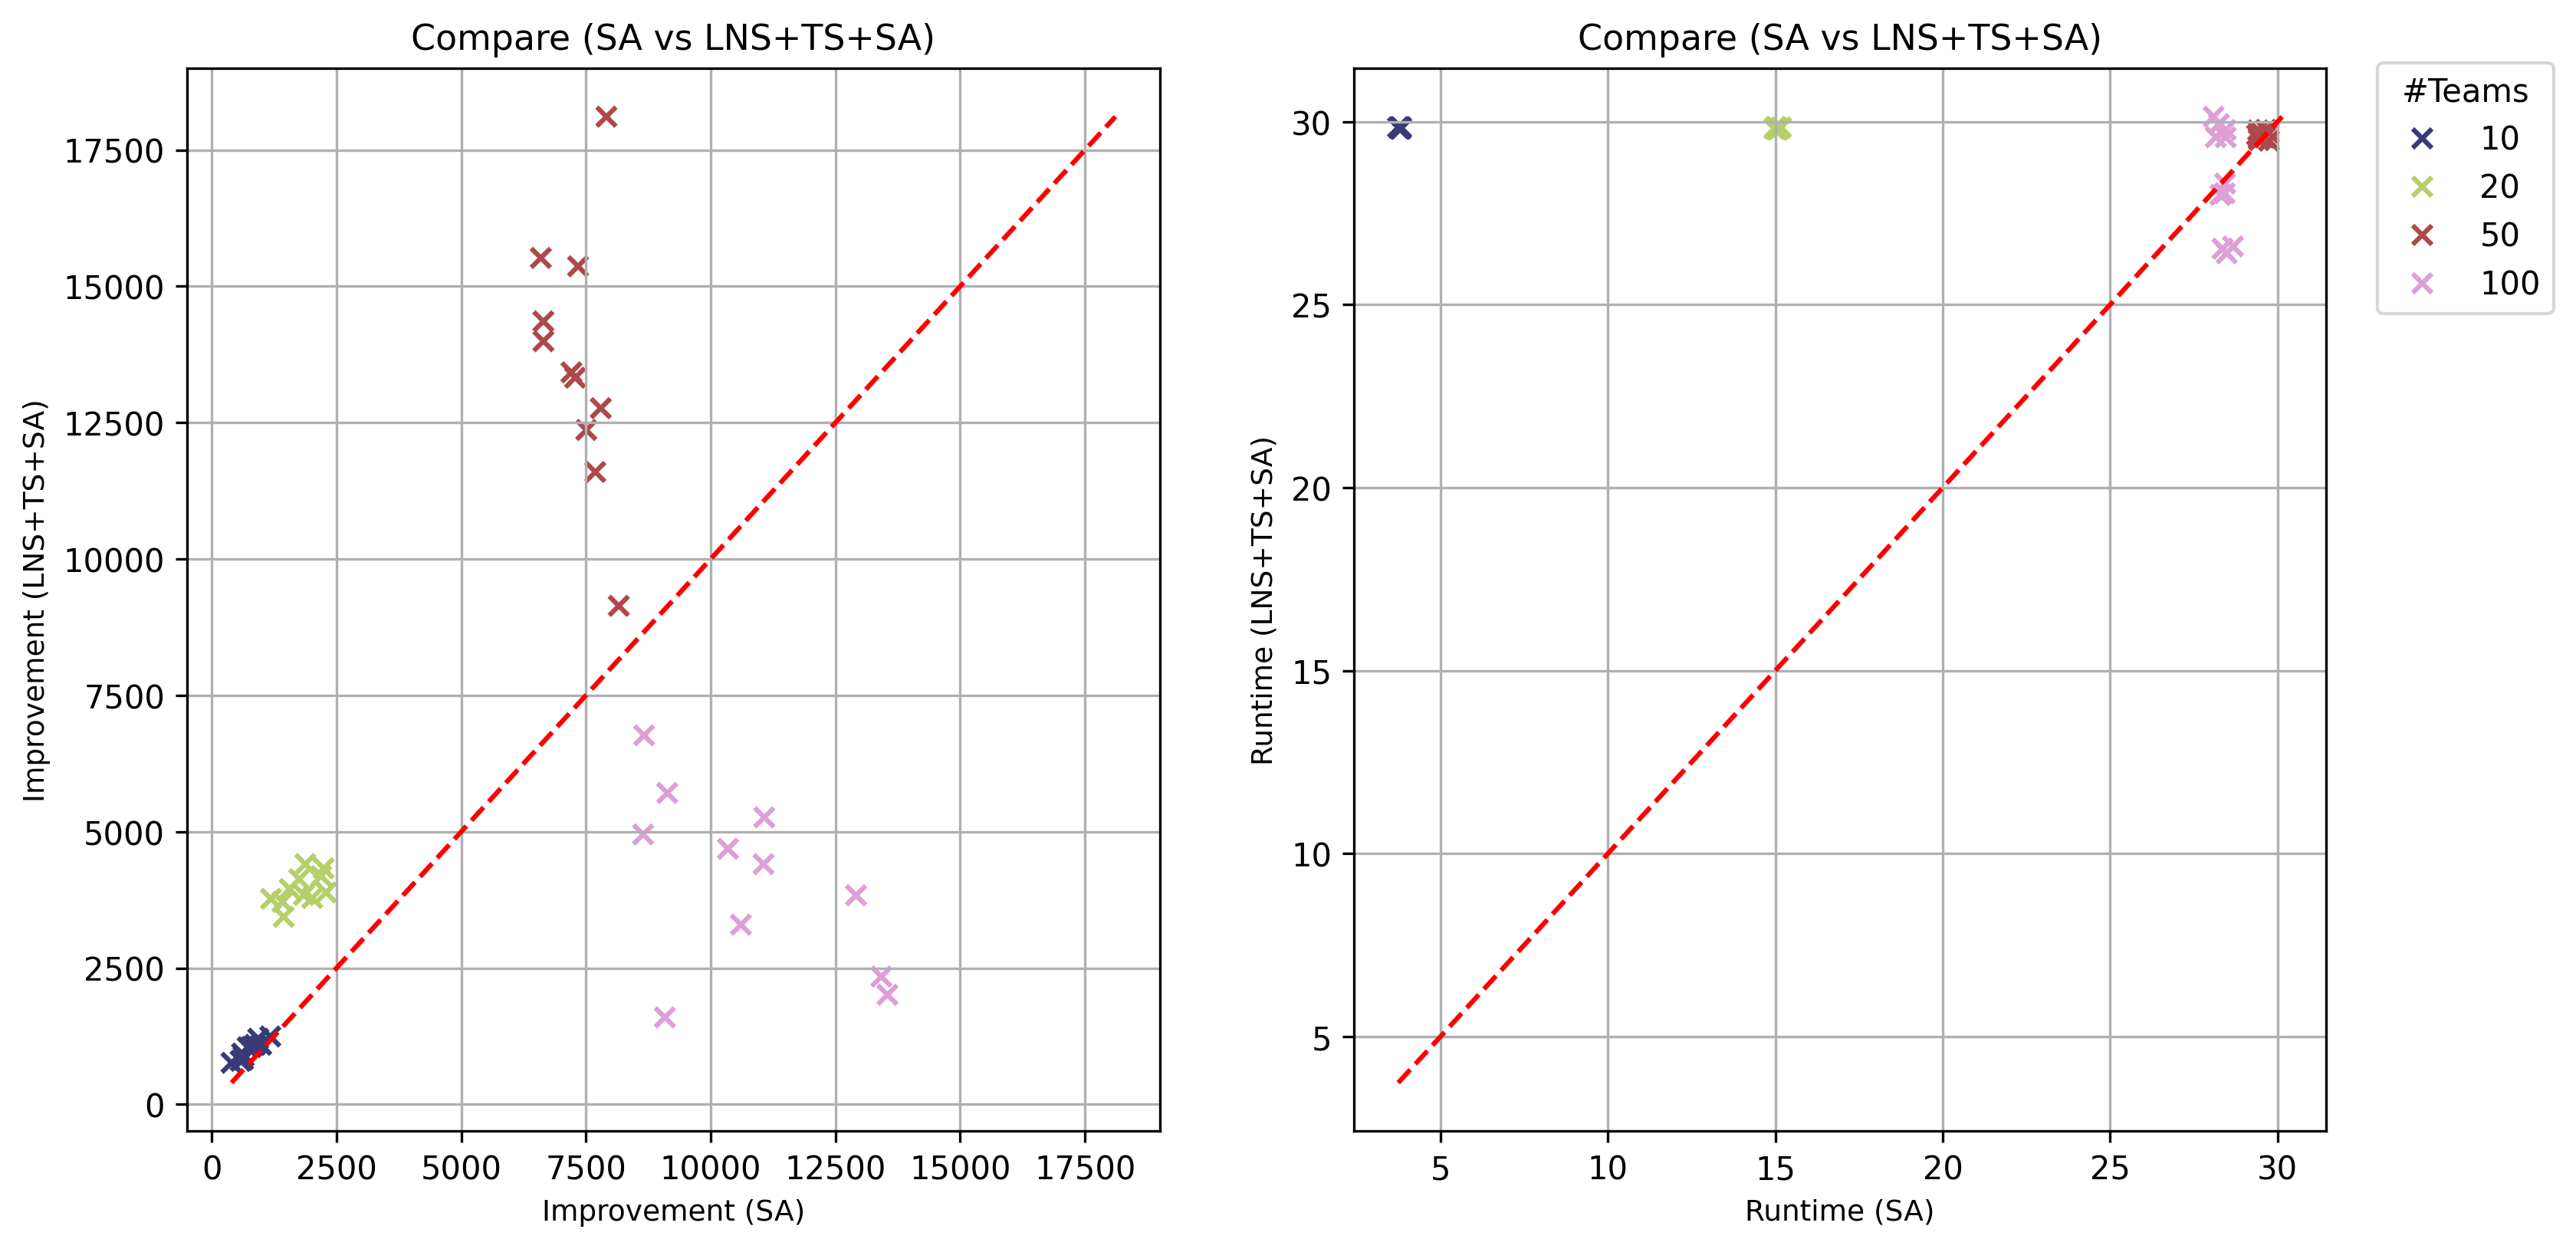 Compare (SA vs LNS+TS+SA)
Improvement (LNS+TS+SA)
17500
15000
12500
10000
7500
5000
2500
0
0 2500 5000 7500 10000 12500 15000 17500
Improvement (SA)
Compare (SA vs LNS+TS+SA)
Runtime (LNS+TS+SA)
30
25
20
15
10
5
5 10 15 20 25 30
Runtime (SA)
#Teams
10
20
50
100